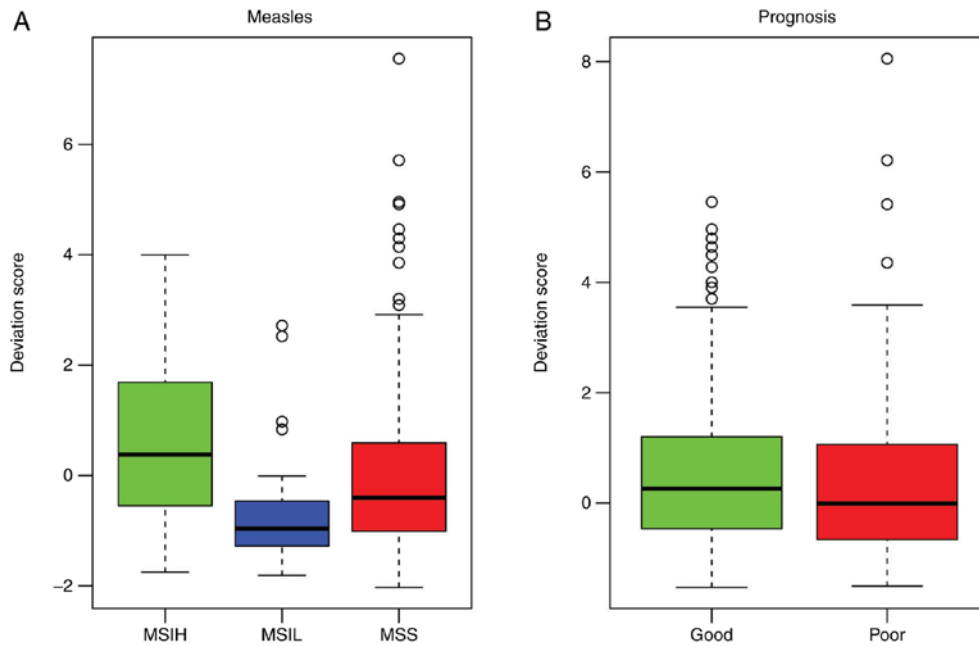 A
Measles
Deviation score
6
4
2
0
−2
MSIH
MSIL
MSS
B
Prognosis
Deviation score
8
6
4
2
0
Good
Poor